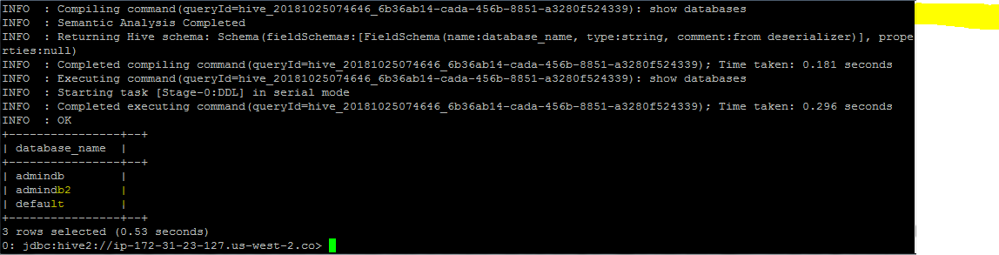 INFO  : Compiling command(queryId=hive_20181025074646_6b36ab14-cada-456b-8851-a3280f524339): show databases
INFO  : Semantic Analysis Completed
INFO  : Returning Hive schema: Schema(fieldSchemas:[FieldSchema(name:database_name, type:string, comment:from deserializer)], prope
rties:null)
INFO  : Completed compiling command(queryId=hive_20181025074646_6b36ab14-cada-456b-8851-a3280f524339); Time taken: 0.181 seconds
INFO  : Executing command(queryId=hive_20181025074646_6b36ab14-cada-456b-8851-a3280f524339): show databases
INFO  : Starting task [Stage-0:DDL] in serial mode
INFO  : Completed executing command(queryId=hive_20181025074646_6b36ab14-cada-456b-8851-a3280f524339); Time taken: 0.296 seconds
INFO  : OK
+----------------+--+
| database_name  |
+----------------+--+
| admindb        |
| admindb2       |
| default        |
+----------------+--+
3 rows selected (0.53 seconds)
0: jdbc:hive2://ip-172-31-23-127.us-west-2.co>